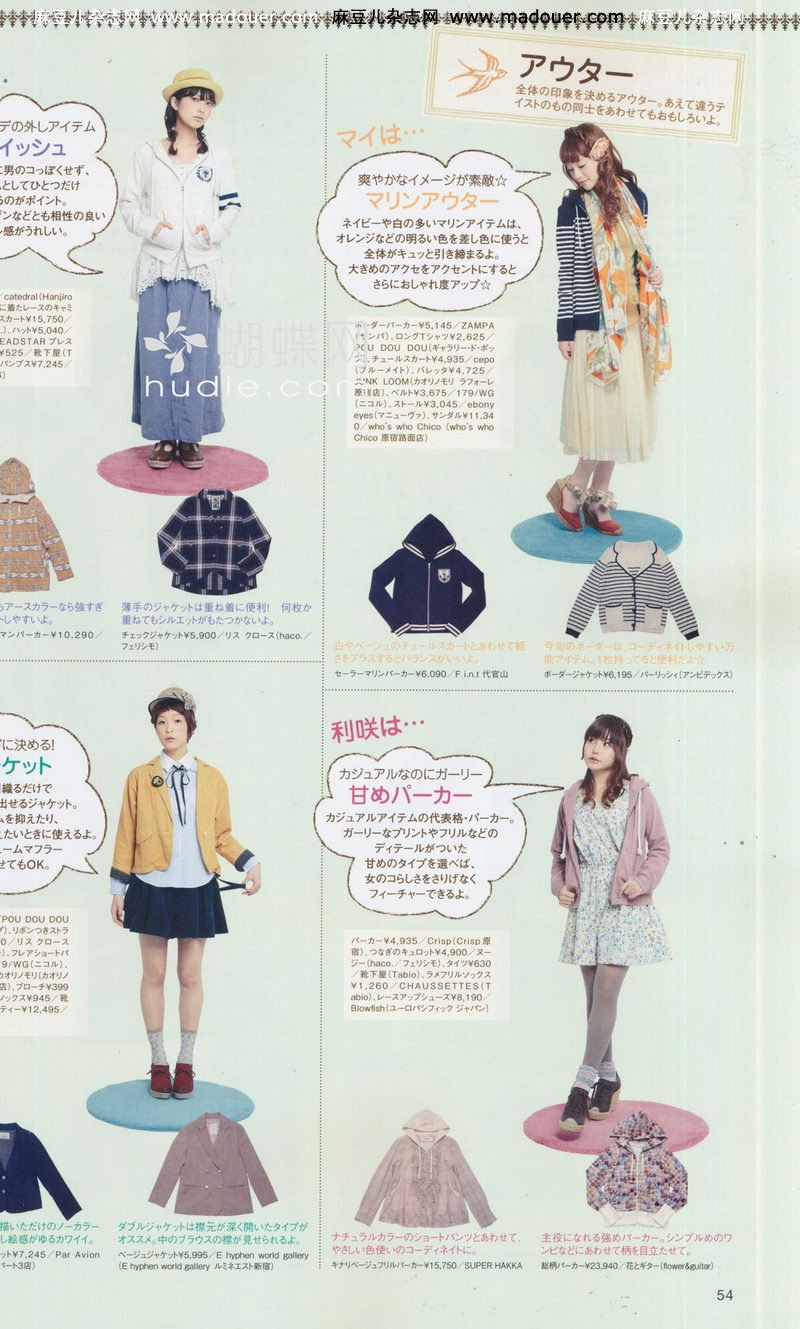 麻豆儿杂志网 www.madouer.com 麻豆儿杂志网 www.madouer.com 麻豆儿杂志网
アウター
全体の印象を決めるアウター。あえて違うテ
イストのもの同士をあわせてもおもしろいよ。
デの外しアイテム
イッシュ
に男のコっぽくせず、
としてひとつだけ
るのがポイント。
ンなどとも相性の良い
感がうれしい。
catedral(Hanjiro
に着たレースのキャミ
スカート¥15,750/
)、ハット¥5,040/
EADSTAR プレス
¥525/靴下屋(T
パンプス¥7,245/
アースカラーなら強すぎ
トしやすいよ。
マンパーカー¥10,290/
薄手のジャケットは重ね着に便利! 何枚か
重ねてもシルエットがもたつかないよ。
チェックジャケット¥5,900/リス クロース(haco./
フェリシモ)
マイは…
爽やかなイメージが素敵☆
マリンアウター
ネイビーや白の多いマリンアイテムは、
オレンジなどの明るい色を差し色に使うと
全体がキュッと引き締まるよ。
大きめのアクセをアクセントにすると
さらにおしゃれ度アップ☆
ボーダーパーカー¥5,145/ZAMPA
(ザンパ)、ロングTシャツ¥2,625/
POU DOU DOU(ギャラリー・ド・ポッ
プ)、チュールスカート¥4,935/cepo
(ブルーメイト)、バレッタ¥4,725/
JUNK LOOM(カオリノモリ ラフォーレ
原宿店)、ベルト¥3,675/179/WG
(ニコル)、ストール¥3,045/ebony
eyes(マニューヴァ)、サンダル¥11,34
0/who's who Chico (who's who
Chico 原宿路面店)
蝴蝶网
hudie.com
白やベージュのチュールスカートとあわせて軽
さをプラスするとバランスがいいよ。
セーラーマリンパーカー¥6,090/F i.n.t 代官山
今旬のボーダーは、コーディネイトしやすい万
能アイテム。1枚持ってると便利だよ☆
ボーダージャケット¥6,195/バーリッシィ(アンビデックス)
に決める!
ケット
織るだけで
出せるジャケット。
ムを抑えたり、
えたいときに使えるよ。
ュームマフラー
せてもOK。
POU DOU DOU
)、リボンつきストラ
0/リス クロース
)、フレアショートパ
9/WG(ニコル)、
カオリノモリ(カオリノ
店)、ブローチ¥399
ソックス¥945/靴
ティー¥12,495/
描いただけのノーカラー
し絵感がゆるカワイイ。
ット¥7,245/Par Avion
パート3店)
ダブルジャケットは襟元が深く開いたタイプが
オススメ。中のブラウスの襟が見せられるよ。
ベージュジャケット¥5,995/E hyphen world gallery
(E hyphen world gallery ルミネエスト新宿)
利咲は…
カジュアルなのにガーリー
甘めパーカー
カジュアルアイテムの代表格・パーカー。
ガーリーなプリントやフリルなどの
ディテールがついた
甘めのタイプを選べば、
女のコらしさをさりげなく
フィーチャーできるよ。
パーカー¥4,935/Crisp(Crisp 原
宿)、つなぎのキュロット¥4,900/ヌー
ジー(haco./フェリシモ)、タイツ¥630
/靴下屋(Tabio)、ラメフリルソックス
¥1,260/CHAUSSETTES(T
abio)、レースアップシューズ¥8,190/
Blowfish(ユーロパシフィック ジャパン)
ナチュラルカラーのショートパンツとあわせて、
やさしい色使いのコーディネイトに。
キナリベージュフリルパーカー¥15,750/SUPER HAKKA
主役になれる強めパーカー。シンプルめのワ
ンピなどにあわせて柄を目立たせて。
総柄パーカー¥23,940/花とギター(flower&guitar)
54